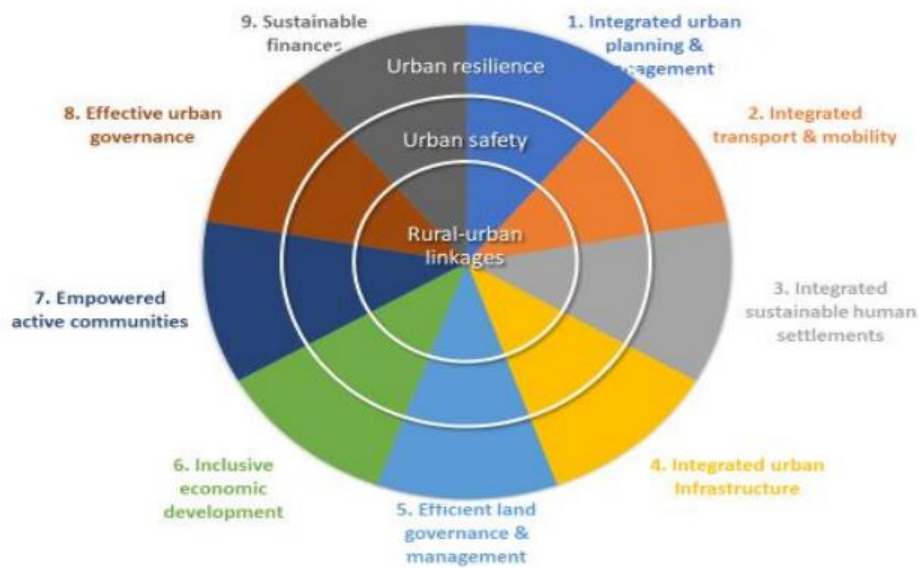 9. Sustainable
finances
1. Integrated urban
planning &
Urban resilience
8. Effective urban
governance
2. Integrated
transport & mobility
Urban safety
Rural-urban
linkages
7. Empowered
active communities
3. Integrated
sustainable human
settlements
6. Inclusive
economic
development
4. Integrated urban
Infrastructure
5. Efficient land
governance &
management